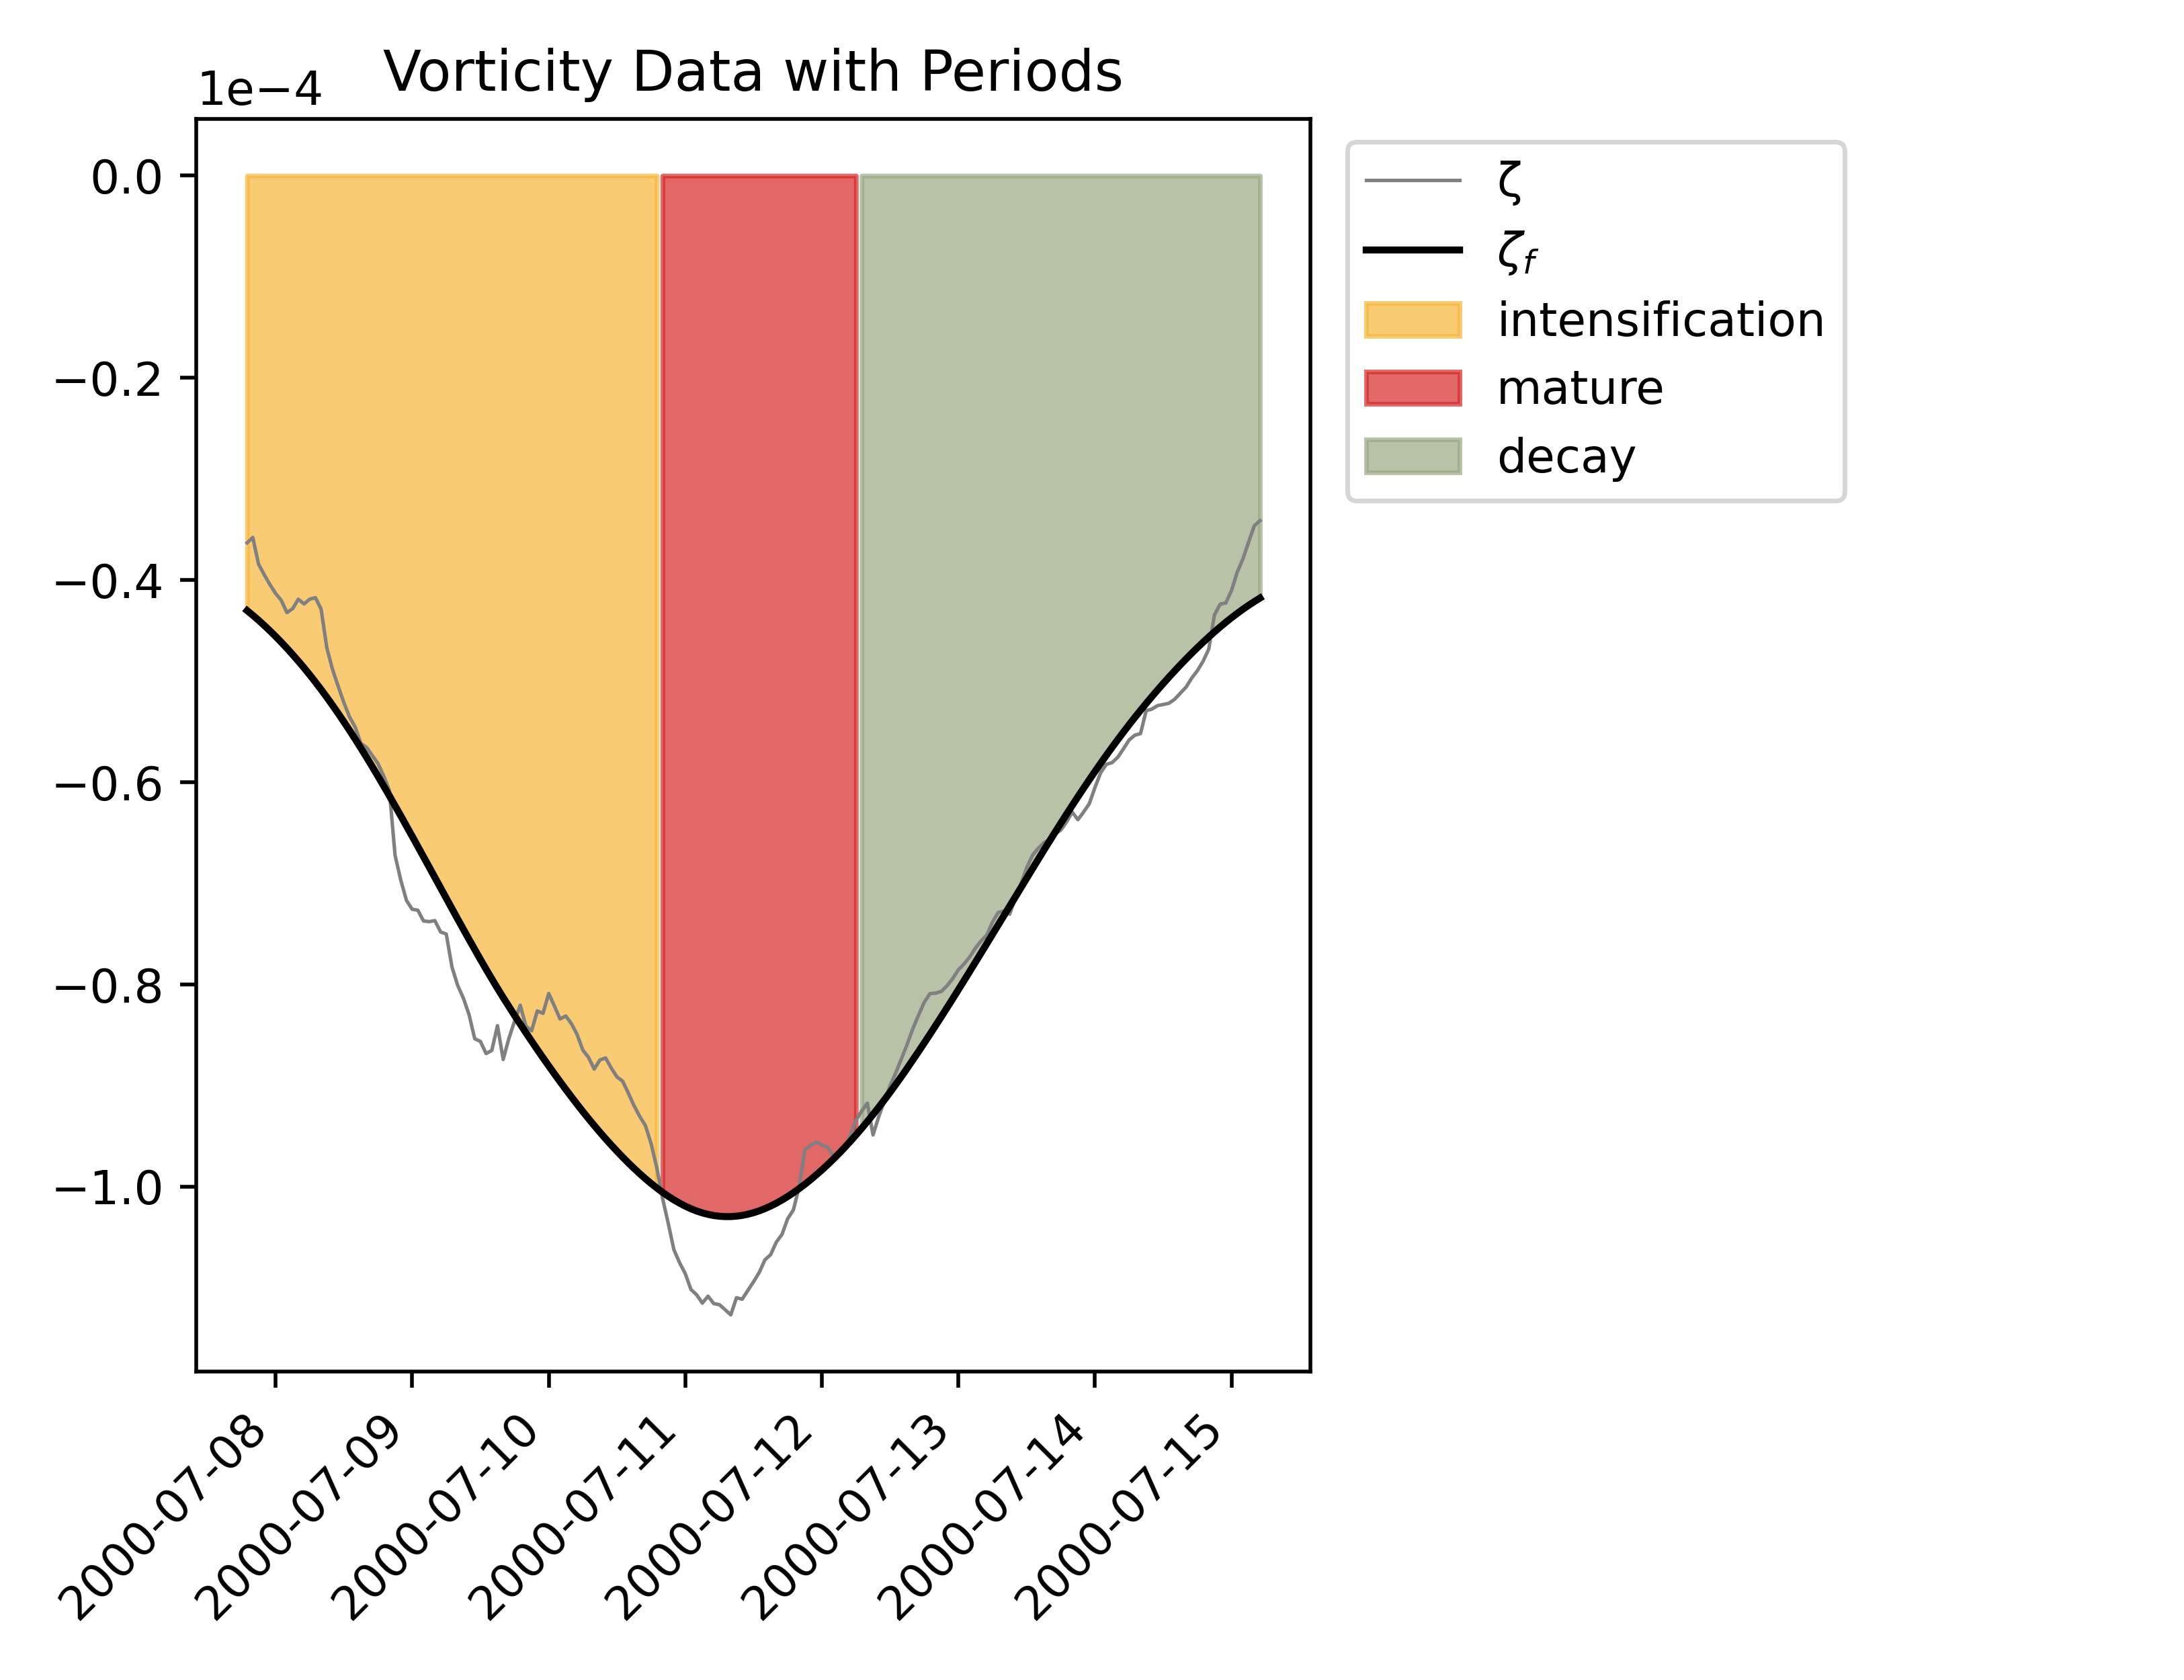 Vorticity Data with Periods
1e−4
0.0
−0.2
−0.4
−0.6
−0.8
−1.0
2000-07-08
2000-07-09
2000-07-10
2000-07-11
2000-07-12
2000-07-13
2000-07-14
2000-07-15
ζ
ζf
intensification
mature
decay